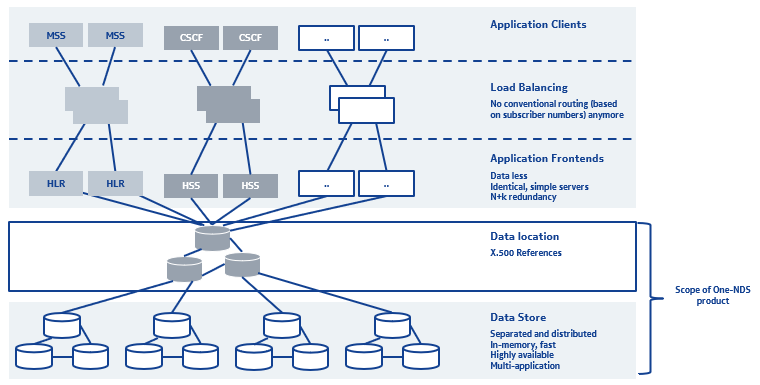 MSS MSS CSCF CSCF .. .. Application Clients
Load Balancing
No conventional routing (based
on subscriber numbers) anymore
Application Frontends
Data less
Identical, simple servers
N+k redundancy
HLR HLR HSS HSS .. ..
Data location
X.500 References
Scope of One-NDS
product
Data Store
Separated and distributed
In-memory, fast
Highly available
Multi-application